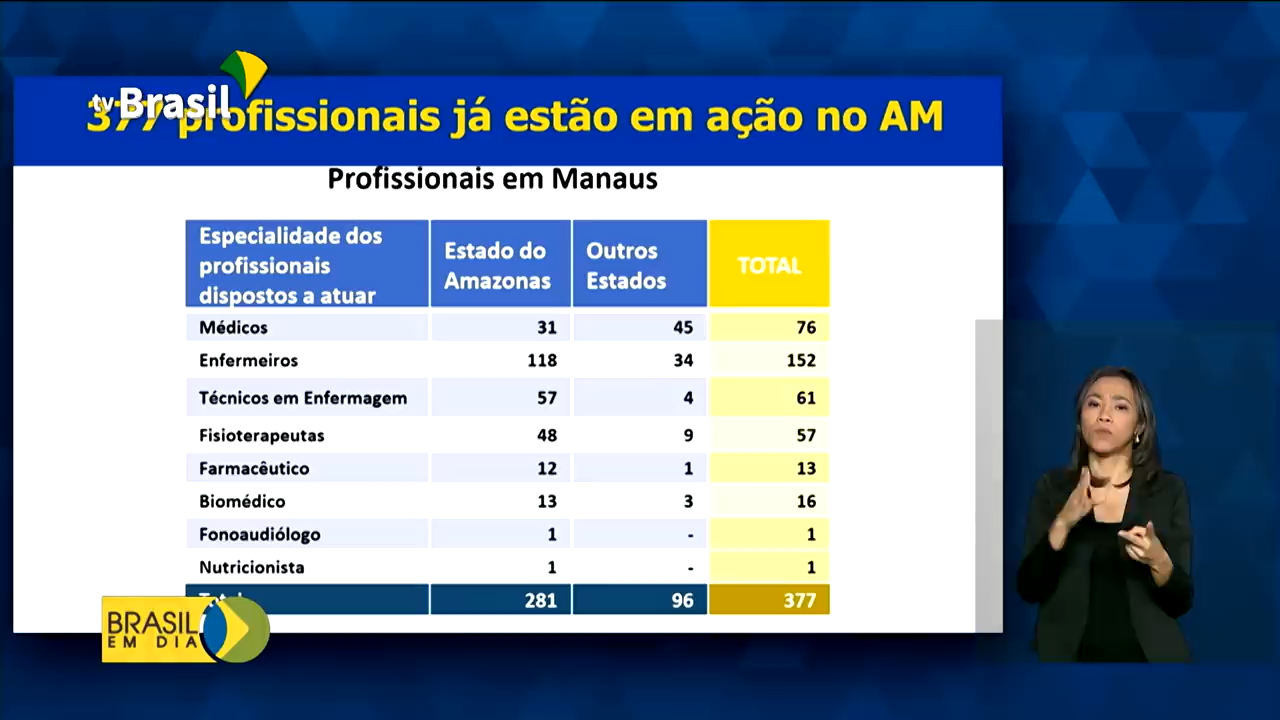 tv Brasil
377 profissionais já estão em ação no AM
Profissionais em Manaus
Especialidade dos profissionais dispostos a atuar Estado do Amazonas Outros Estados TOTAL
Médicos 31 45 76
Enfermeiros 118 34 152
Técnicos em Enfermagem 57 4 61
Fisioterapeutas 48 9 57
Farmacêutico 12 1 13
Biomédico 13 3 16
Fonoaudiólogo 1 - 1
Nutricionista 1 - 1
Total 281 96 377
BRASIL
EM DIA